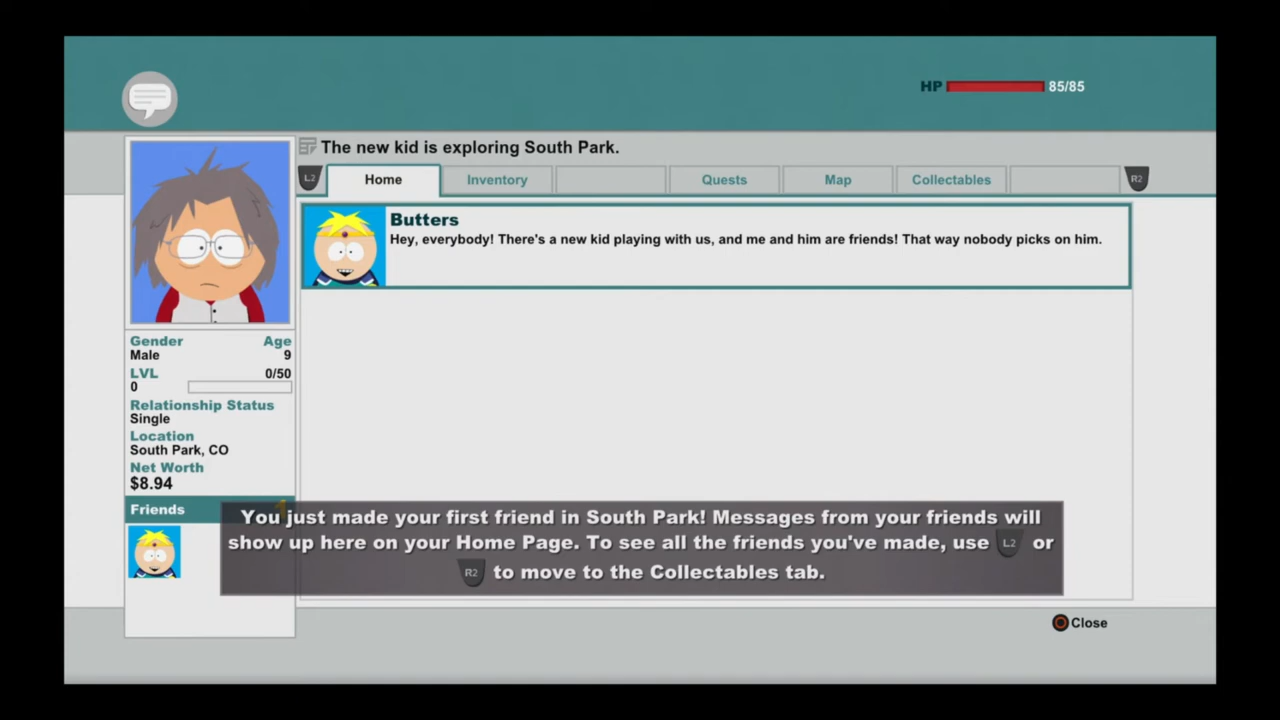 HP 85/85
The new kid is exploring South Park.
L2 Home Inventory Quests Map Collectables R2
Butters
Hey, everybody! There's a new kid playing with us, and me and him are friends! That way nobody picks on him.
Gender Age
Male 9
LVL 0/50
0
Relationship Status
Single
Location
South Park, CO
Net Worth
$8.94
Friends
You just made your first friend in South Park! Messages from your friends will
show up here on your Home Page. To see all the friends you've made, use L2 or
R2 to move to the Collectables tab.
Close